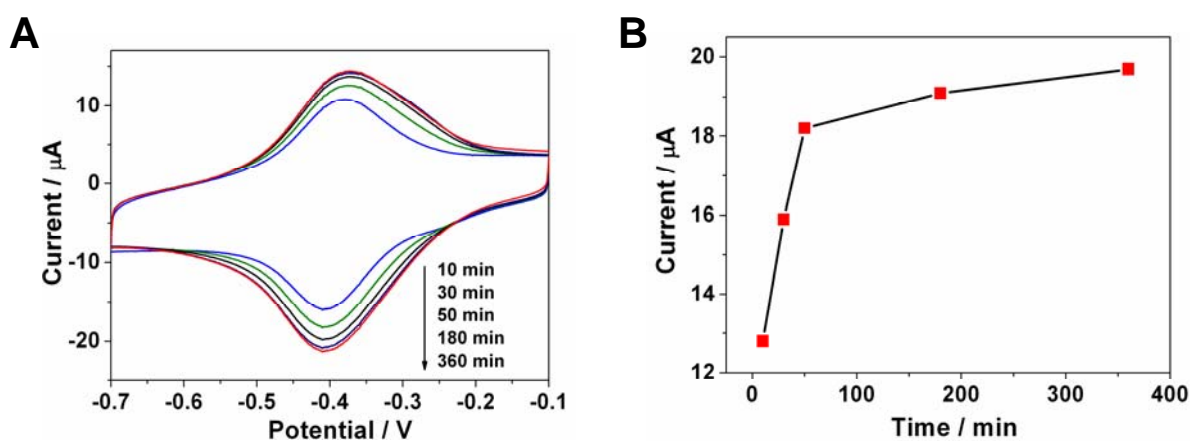 A
Current / μA
10
0
-10
-20
10 min
30 min
50 min
180 min
360 min
-0.7
-0.6
-0.5
-0.4
-0.3
-0.2
-0.1
Potential / V
B
Current / μA
20
18
16
14
12
0
100
200
300
400
Time / min